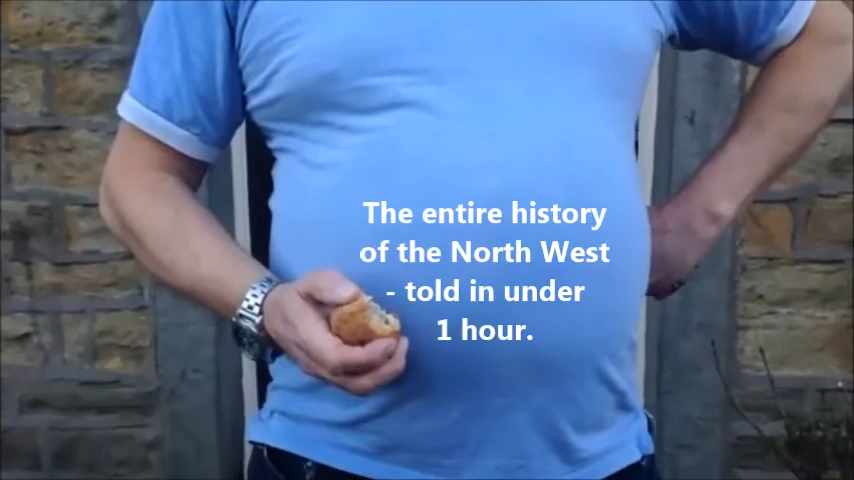 The entire history
of the North West
- told in under
1 hour.